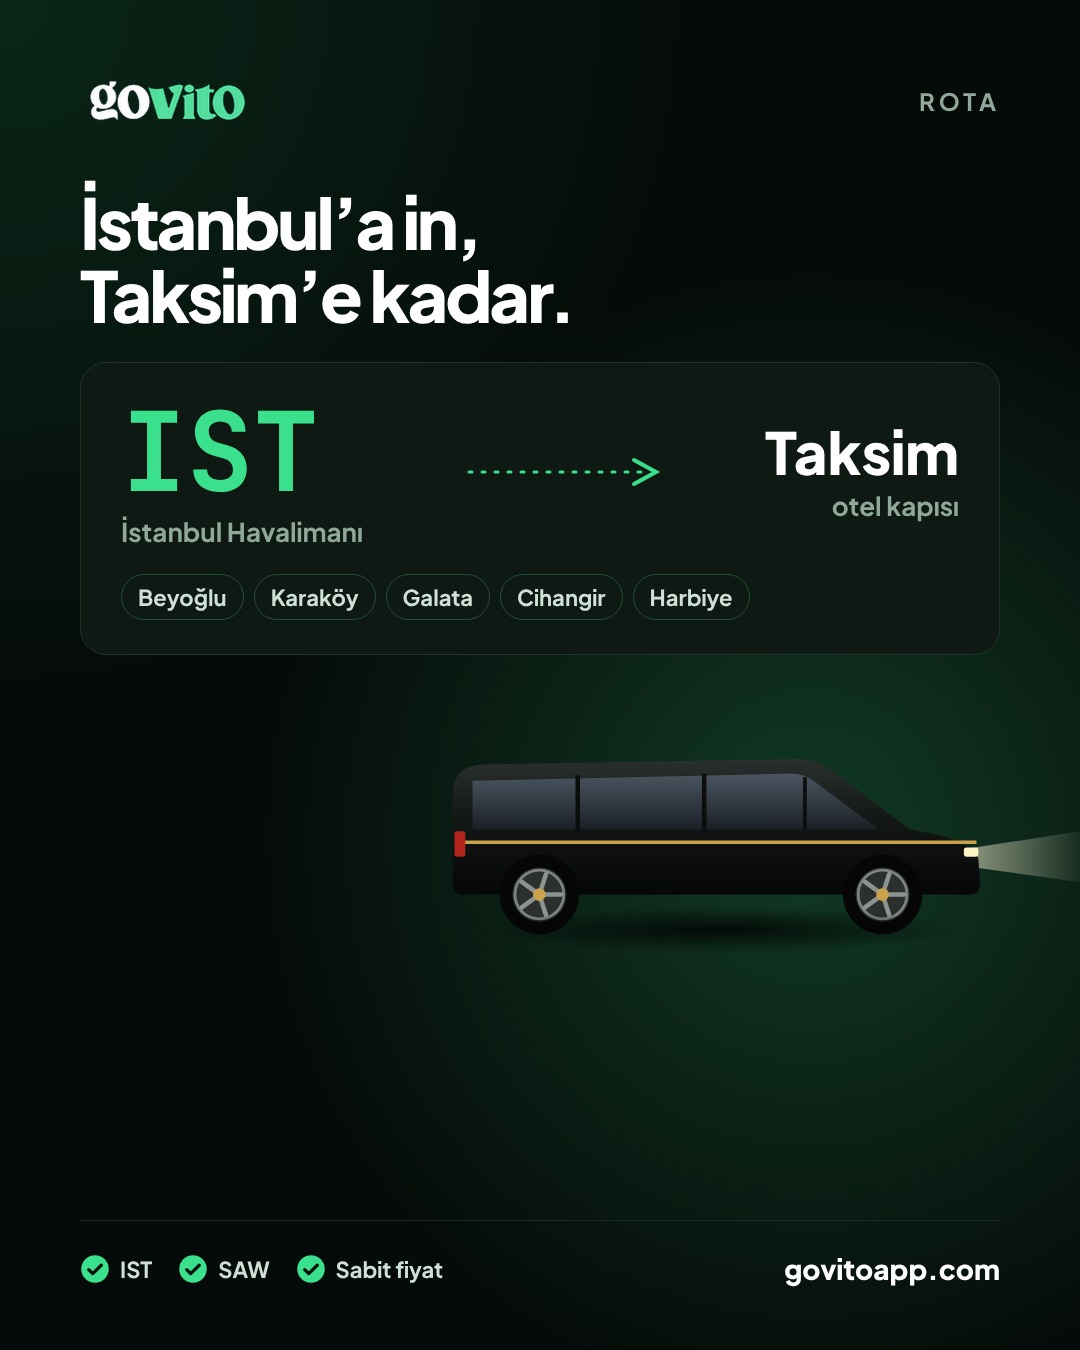 govito
ROTA
İstanbul’a in,
Taksim’e kadar.
IST
Taksim
otel kapısı
İstanbul Havalimanı
Beyoğlu Karaköy Galata Cihangir Harbiye
IST SAW Sabit fiyat
govitoapp.com